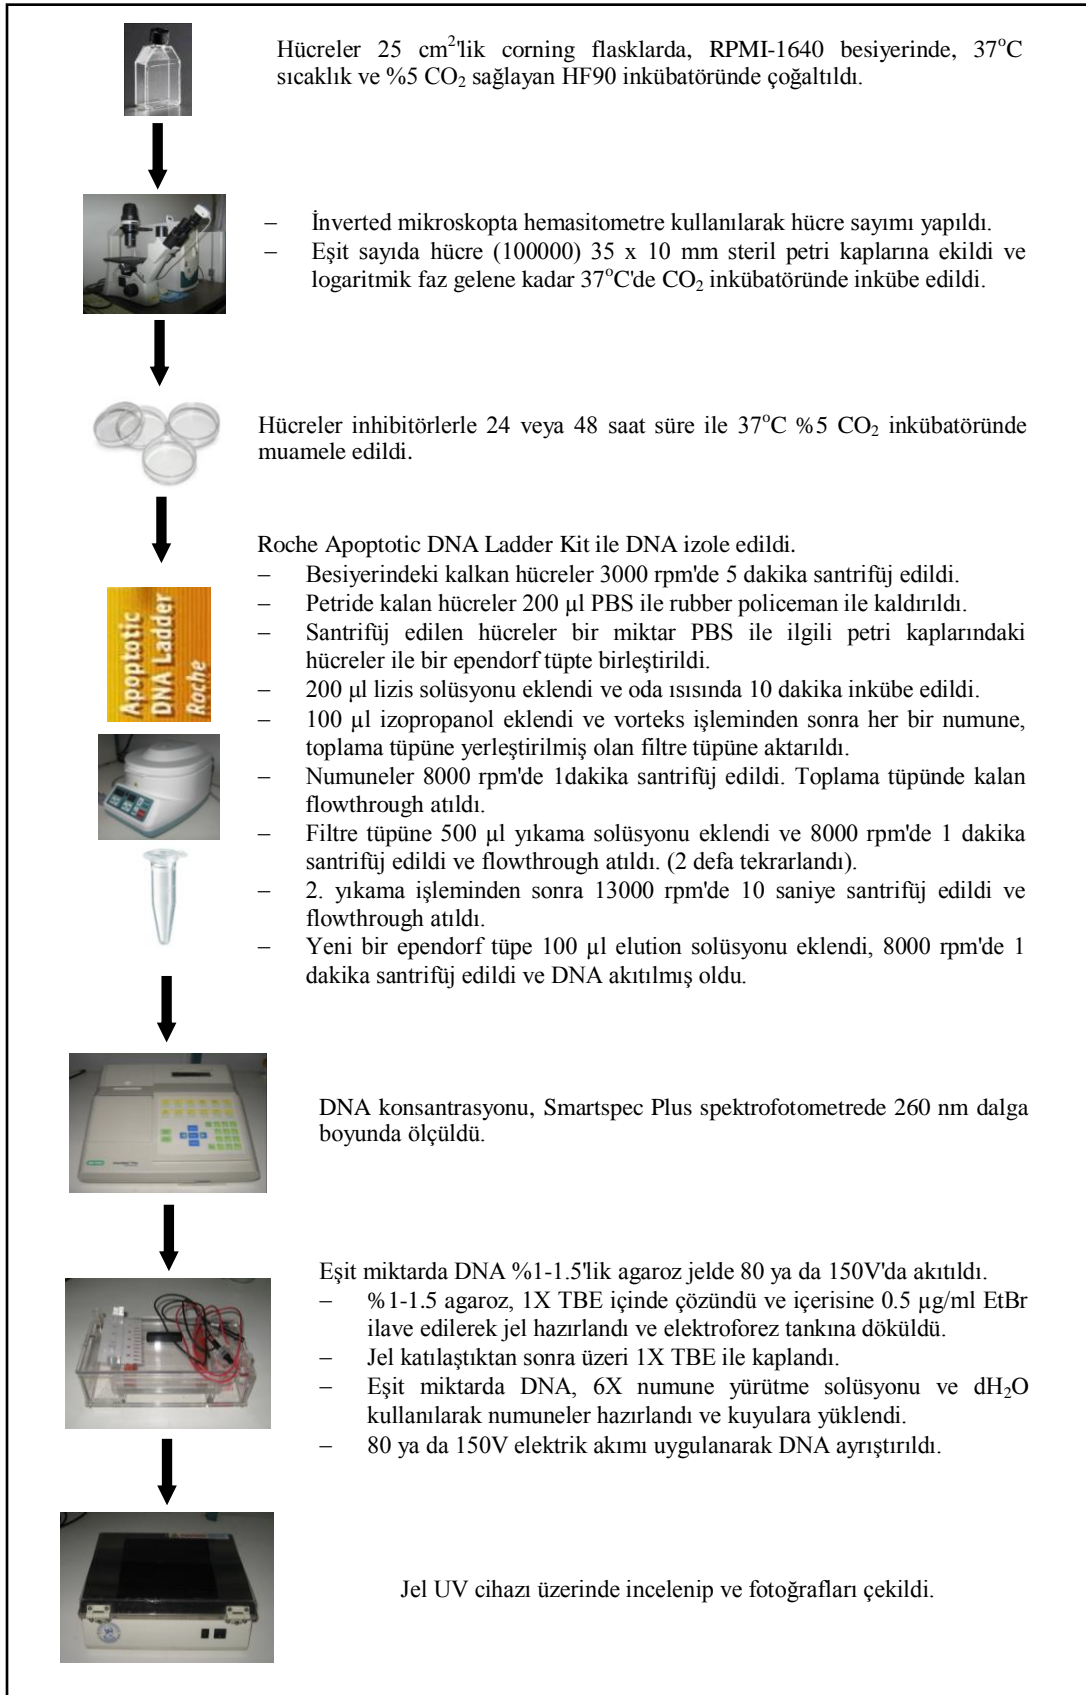 Hücreler 25 cm²'lik corning flasklarda, RPMI-1640 besiyerinde, 37°C
sıcaklık ve %5 CO₂ sağlayan HF90 inkübatöründe çoğaltıldı.
– İnverted mikroskopta hemasitometre kullanılarak hücre sayımı yapıldı.
– Eşit sayıda hücre (100000) 35 x 10 mm steril petri kaplarına ekildi ve
logaritmik faz gelene kadar 37°C'de CO₂ inkübatöründe inkübe edildi.
Hücreler inhibitörlerle 24 veya 48 saat süre ile 37°C %5 CO₂ inkübatöründe
muamele edildi.
Apoptotic
DNA Ladder
Roche
Roche Apoptotic DNA Ladder Kit ile DNA izole edildi.
– Besiyerindeki kalkan hücreler 3000 rpm'de 5 dakika santrifüj edildi.
– Petride kalan hücreler 200 µl PBS ile rubber policeman ile kaldırıldı.
– Santrifüj edilen hücreler bir miktar PBS ile ilgili petri kaplarındaki
hücreler ile bir ependorf tüpte birleştirildi.
– 200 µl lizis solüsyonu eklendi ve oda ısısında 10 dakika inkübe edildi.
– 100 µl izopropanol eklendi ve vorteks işleminden sonra her bir numune,
toplama tüpüne yerleştirilmiş olan filtre tüpüne aktarıldı.
– Numuneler 8000 rpm'de 1dakika santrifüj edildi. Toplama tüpünde kalan
flowthrough atıldı.
– Filtre tüpüne 500 µl yıkama solüsyonu eklendi ve 8000 rpm'de 1 dakika
santrifüj edildi ve flowthrough atıldı. (2 defa tekrarlandı).
– 2. yıkama işleminden sonra 13000 rpm'de 10 saniye santrifüj edildi ve
flowthrough atıldı.
– Yeni bir ependorf tüpe 100 µl elution solüsyonu eklendi, 8000 rpm'de 1
dakika santrifüj edildi ve DNA akıtılmış oldu.
DNA konsantrasyonu, Smartspec Plus spektrofotometrede 260 nm dalga
boyunda ölçüldü.
Eşit miktarda DNA %1-1.5'lik agaroz jelde 80 ya da 150V'da akıtıldı.
– %1-1.5 agaroz, 1X TBE içinde çözündü ve içerisine 0.5 µg/ml EtBr
ilave edilerek jel hazırlandı ve elektroforez tankına döküldü.
– Jel katılaştıktan sonra üzeri 1X TBE ile kaplandı.
– Eşit miktarda DNA, 6X numune yürütme solüsyonu ve dH₂O
kullanılarak numuneler hazırlandı ve kuyulara yüklendi.
– 80 ya da 150V elektrik akımı uygulanarak DNA ayrıştırıldı.
Jel UV cihazı üzerinde incelenip ve fotoğrafları çekildi.